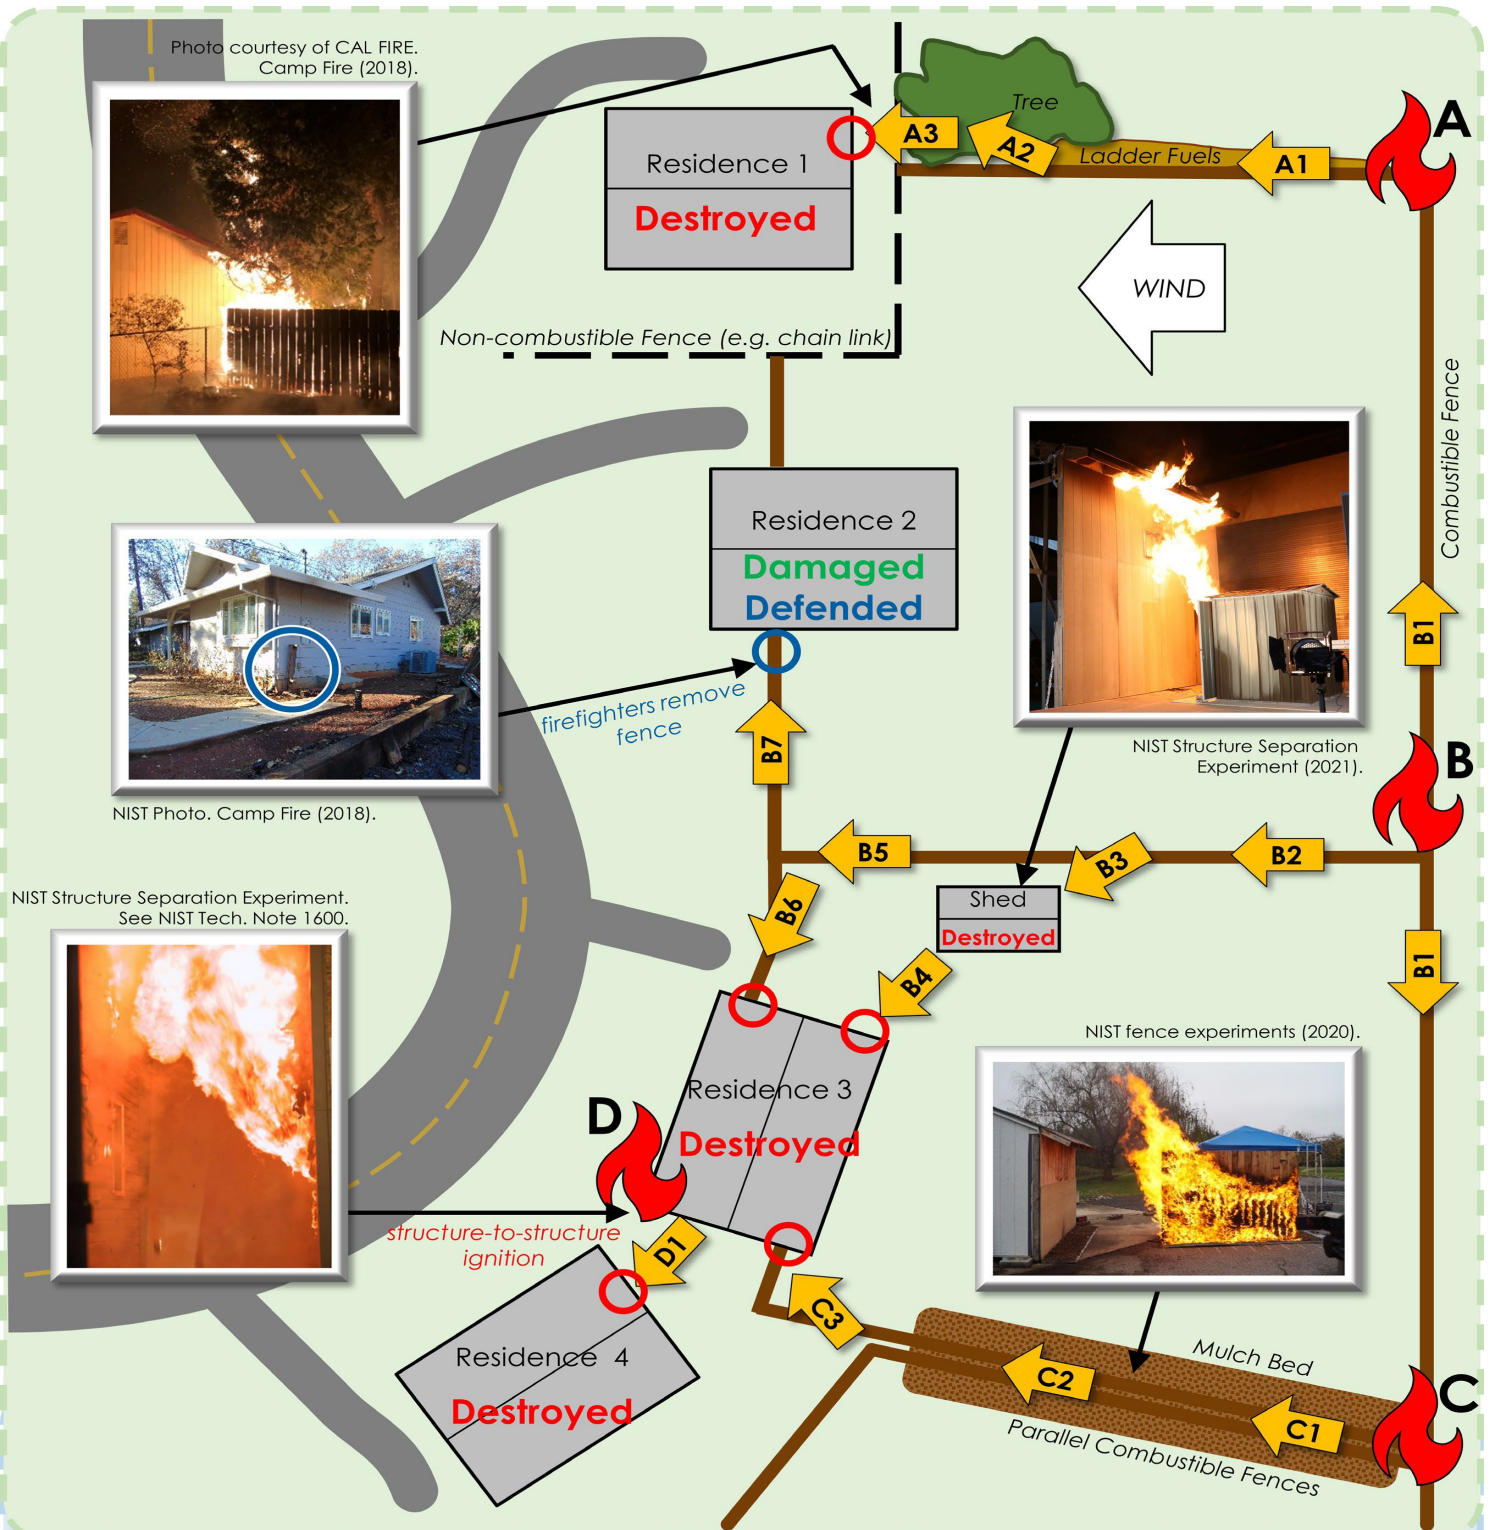 Photo courtesy of CAL FIRE.
Camp Fire (2018).
Tree
A
Residence 1
Destroyed
A3
A2
Ladder Fuels
A1
WIND
Non-combustible Fence (e.g. chain link)
Combustible Fence
Residence 2
Damaged
Defended
B1
firefighters remove
fence
NIST Photo. Camp Fire (2018).
NIST Structure Separation
Experiment (2021).
B
B7
B5
B3
B2
Shed
Destroyed
NIST Structure Separation Experiment.
See NIST Tech. Note 1600.
B6
B4
B1
NIST fence experiments (2020).
Residence 3
Destroyed
D
structure-to-structure
ignition
D1
C3
Residence 4
Destroyed
Mulch Bed
C2
C1
C
Parallel Combustible Fences